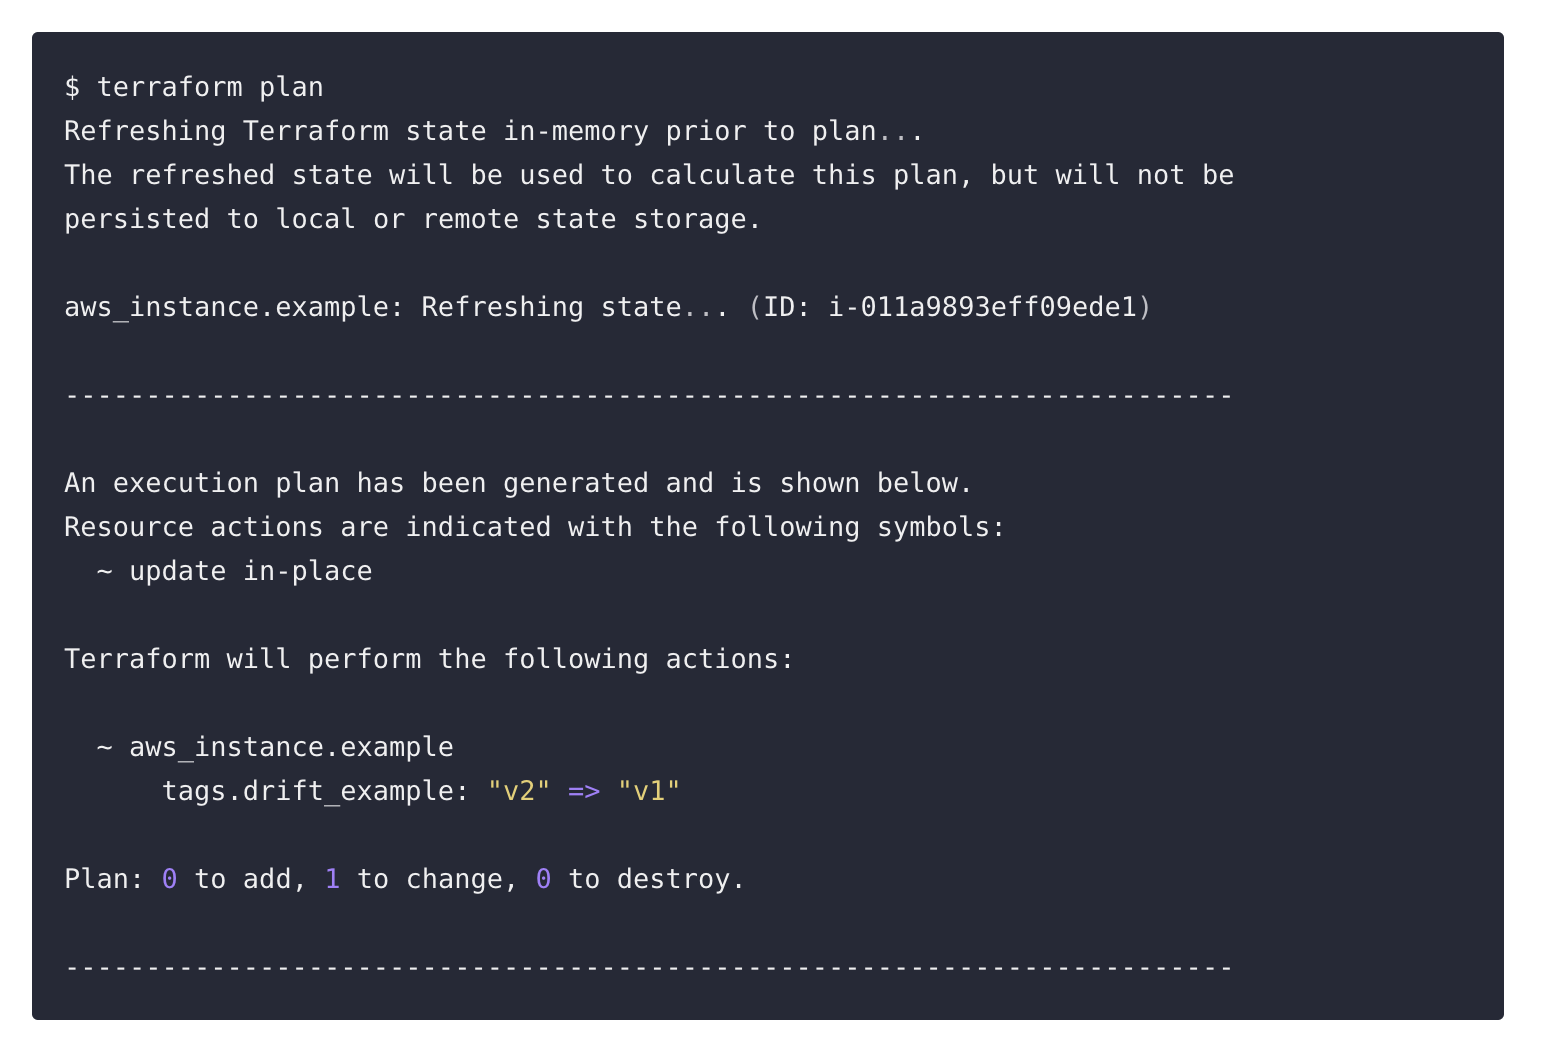 $ terraform plan
Refreshing Terraform state in-memory prior to plan...
The refreshed state will be used to calculate this plan, but will not be
persisted to local or remote state storage.
aws_instance.example: Refreshing state... (ID: i-011a9893eff09ede1)
------------------------------------------------------------------------
An execution plan has been generated and is shown below.
Resource actions are indicated with the following symbols:
  ~ update in-place
Terraform will perform the following actions:
  ~ aws_instance.example
      tags.drift_example: "v2" => "v1"
Plan: 0 to add, 1 to change, 0 to destroy.
------------------------------------------------------------------------